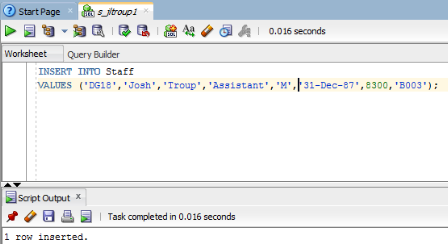 Start Page
s_jltroup1
0.016 seconds
Worksheet Query Builder
INSERT INTO Staff
VALUES ('DG18','Josh','Troup','Assistant','M','31-Dec-87',8300,'B003');
Script Output
Task completed in 0.016 seconds
1 row inserted.